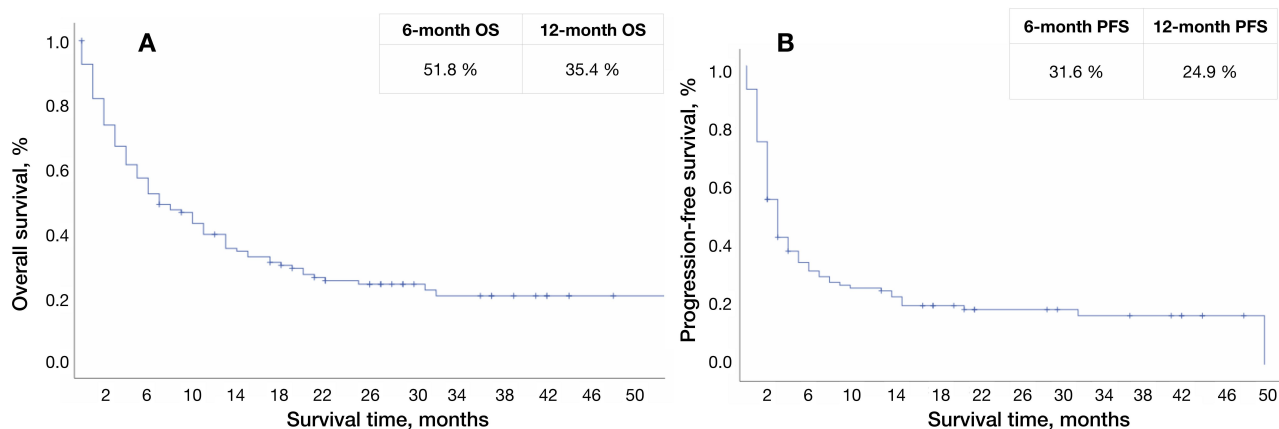 A
6-month OS 12-month OS
51.8 % 35.4 %
Overall survival, %
1.0
0.8
0.6
0.4
0.2
0.0
2 6 10 14 18 22 26 30 34 38 42 46 50
Survival time, months
B
6-month PFS 12-month PFS
31.6 % 24.9 %
Progression-free survival, %
1.0
0.8
0.6
0.4
0.2
0.0
2 6 10 14 18 22 26 30 34 38 42 46 50
Survival time, months